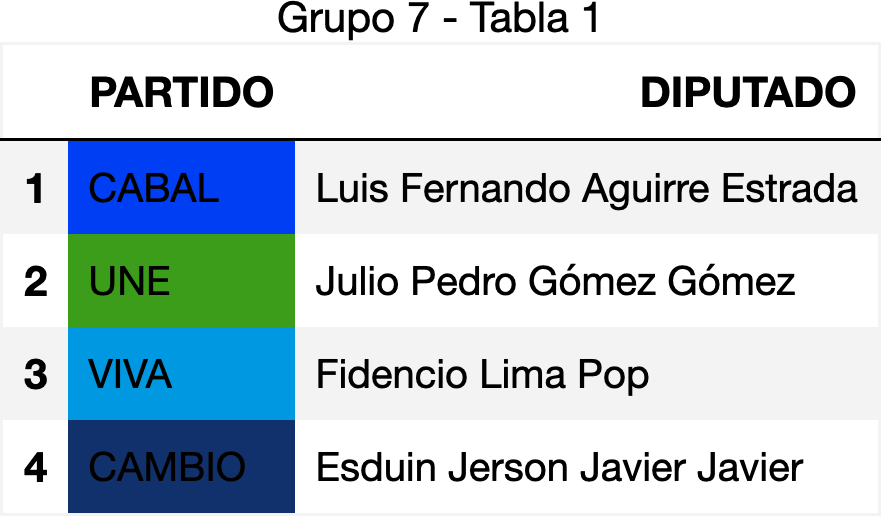 Grupo 7 - Tabla 1
PARTIDO DIPUTADO
1 CABAL Luis Fernando Aguirre Estrada
2 UNE Julio Pedro Gómez Gómez
3 VIVA Fidencio Lima Pop
4 CAMBIO Esduin Jerson Javier Javier